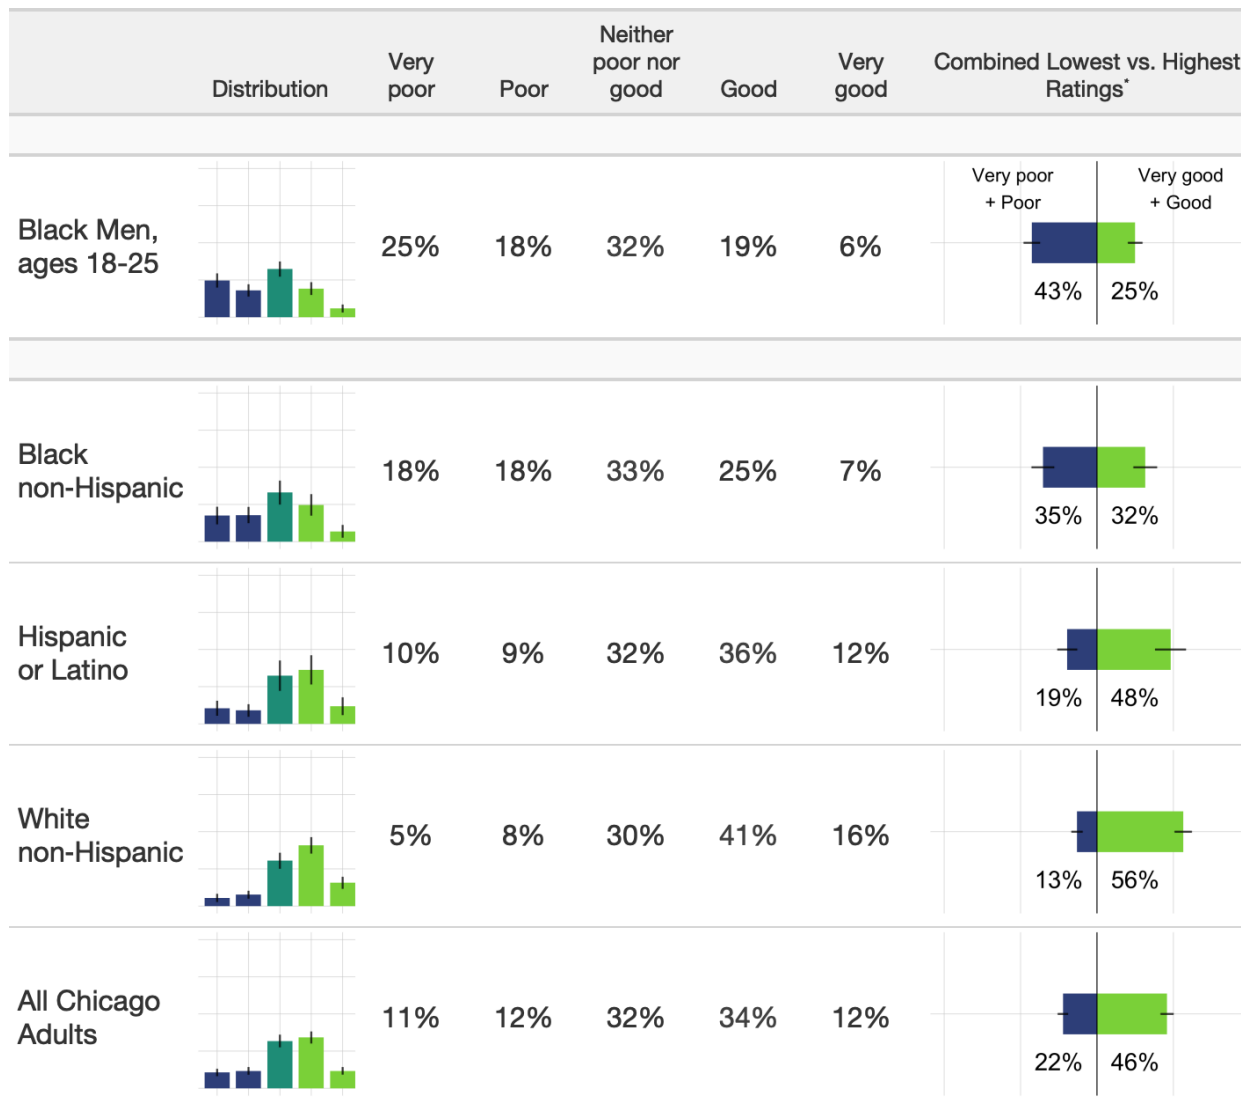 Distribution
Very
poor
Poor
Neither
poor nor
good
Good
Very
good
Combined Lowest vs. Highest
Ratings*
Black Men,
ages 18-25
25% 18% 32% 19% 6%
Very poor
+ Poor
Very good
+ Good
43% 25%
Black
non-Hispanic
18% 18% 33% 25% 7%
35% 32%
Hispanic
or Latino
10% 9% 32% 36% 12%
19% 48%
White
non-Hispanic
5% 8% 30% 41% 16%
13% 56%
All Chicago
Adults
11% 12% 32% 34% 12%
22% 46%